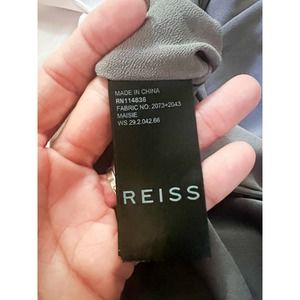 MADE IN CHINA
RN114836
FABRIC NO: 2073+2043
MAISIE
WS.29.2.042.66
REISS